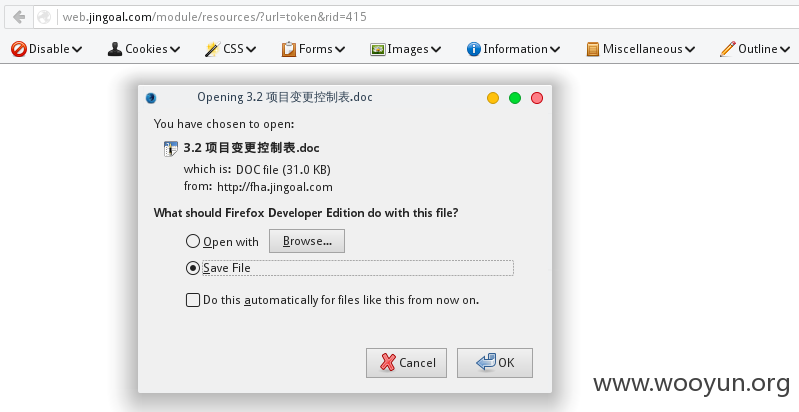 web.jingoal.com/module/resources/?url=token&rid=415
Disable Cookies CSS Forms Images Information Miscellaneous Outline
Opening 3.2 项目变更控制表.doc
You have chosen to open:
3.2 项目变更控制表.doc
which is: DOC file (31.0 KB)
from: http://fha.jingoal.com
What should Firefox Developer Edition do with this file?
Open with Browse...
Save File
Do this automatically for files like this from now on.
Cancel OK
www.wooyun.org